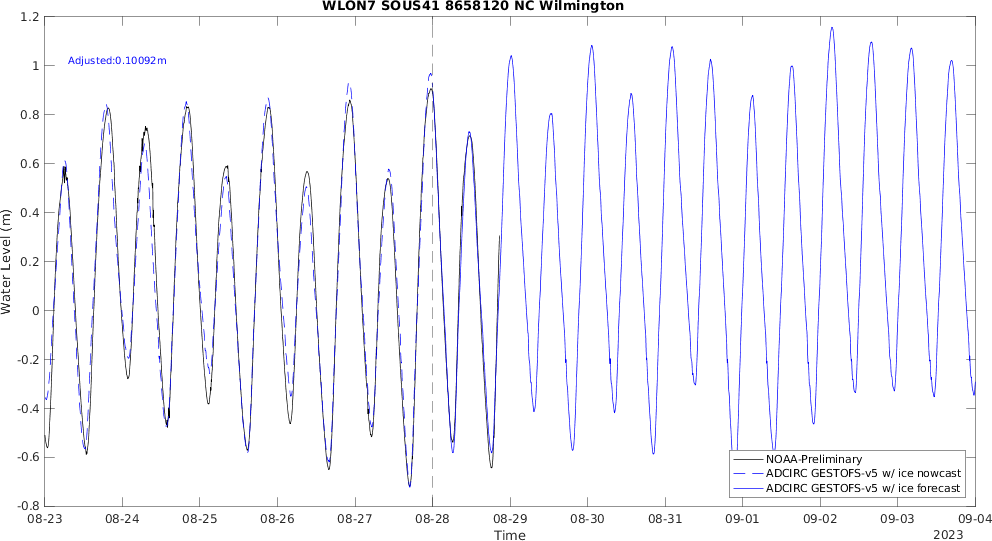 WLON7 SOUS41 8658120 NC Wilmington
Adjusted:0.10092m
Water Level (m)
1.2
1
0.8
0.6
0.4
0.2
0
-0.2
-0.4
-0.6
-0.8
NOAA-Preliminary
ADCIRC GESTOFS-v5 w/ ice nowcast
ADCIRC GESTOFS-v5 w/ ice forecast
08-23 08-24 08-25 08-26 08-27 08-28 08-29 08-30 08-31 09-01 09-02 09-03 09-04
Time
2023